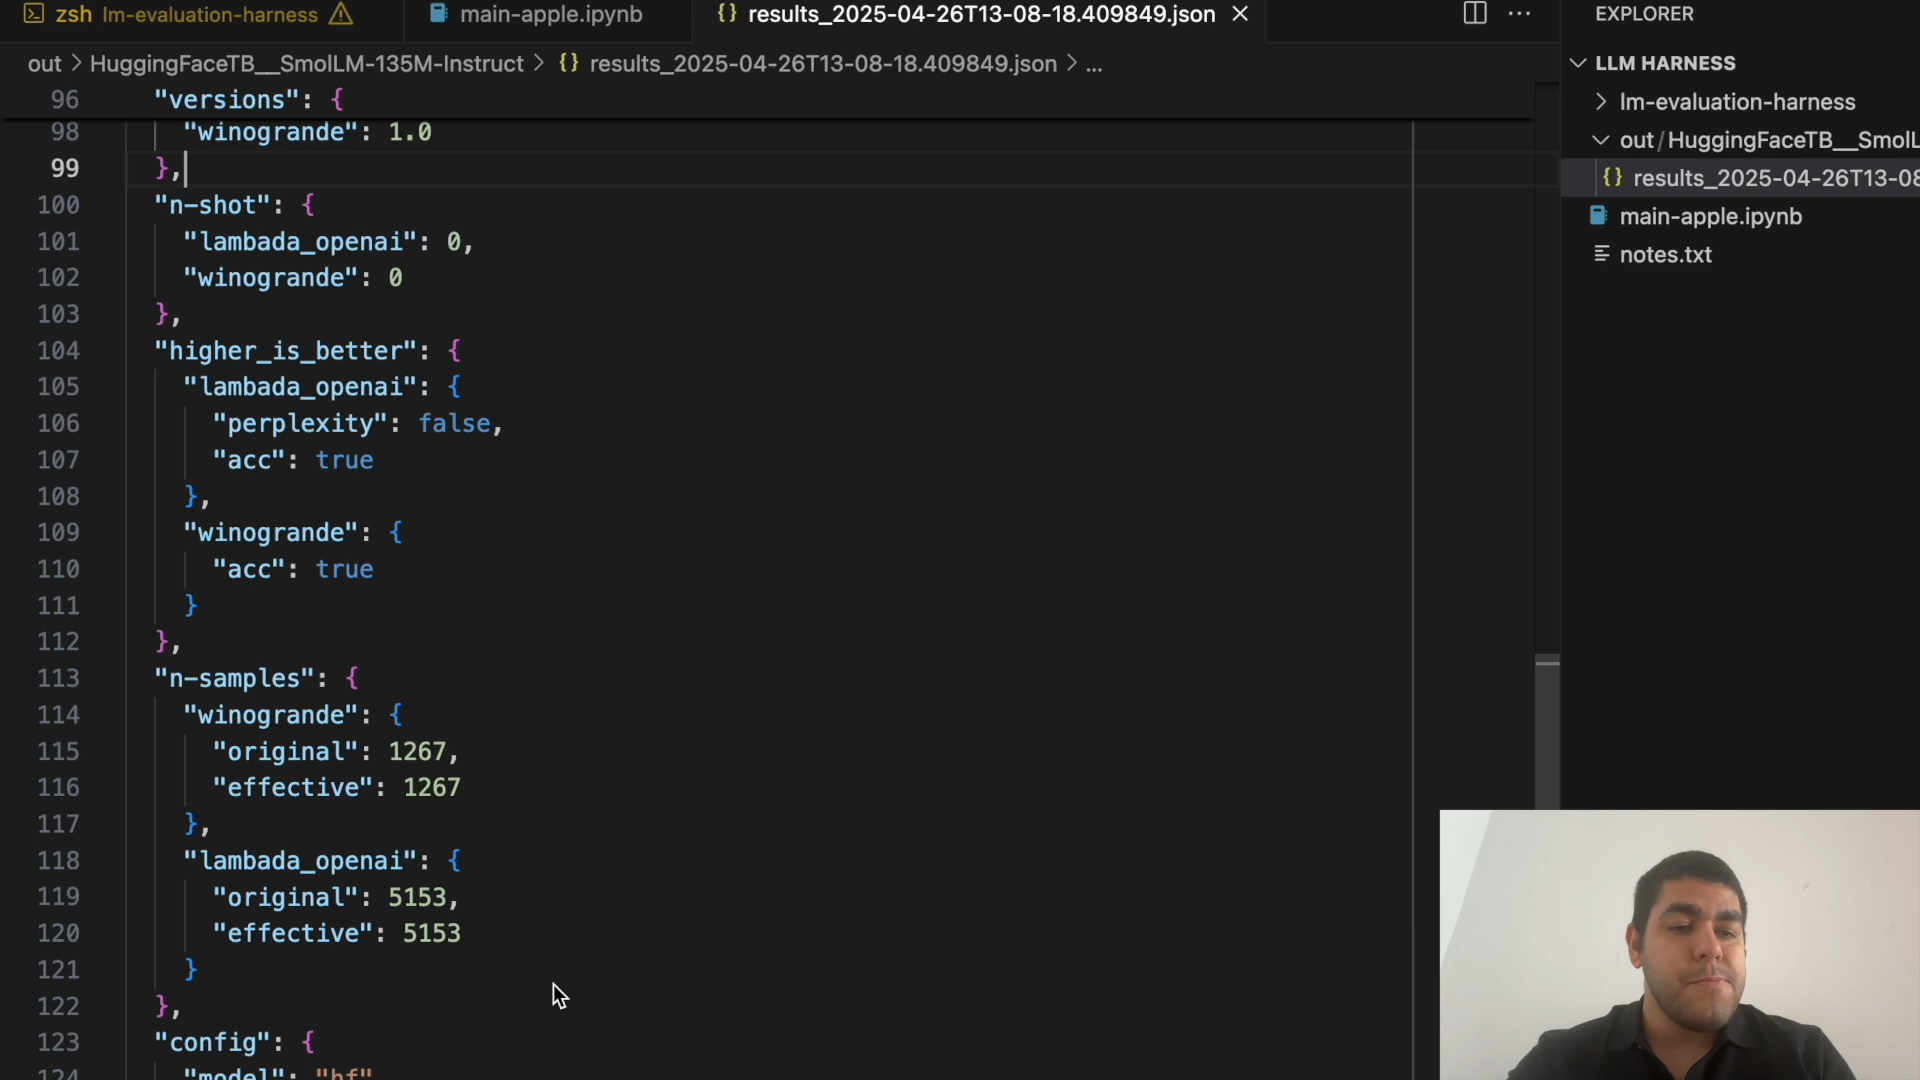 zsh lm-evaluation-harness
main-apple.ipynb
{} results_2025-04-26T13-08-18.409849.json
EXPLORER
out > HuggingFaceTB__SmolLM-135M-Instruct > {} results_2025-04-26T13-08-18.409849.json > ...
LLM HARNESS
lm-evaluation-harness
out/HuggingFaceTB__SmolL
{} results_2025-04-26T13-08
main-apple.ipynb
notes.txt
96 "versions": {
98 "winogrande": 1.0
99 },
100 "n-shot": {
101 "lambada_openai": 0,
102 "winogrande": 0
103 },
104 "higher_is_better": {
105 "lambada_openai": {
106 "perplexity": false,
107 "acc": true
108 },
109 "winogrande": {
110 "acc": true
111 }
112 },
113 "n-samples": {
114 "winogrande": {
115 "original": 1267,
116 "effective": 1267
117 },
118 "lambada_openai": {
119 "original": 5153,
120 "effective": 5153
121 }
122 },
123 "config": {
124 "model": "hf"